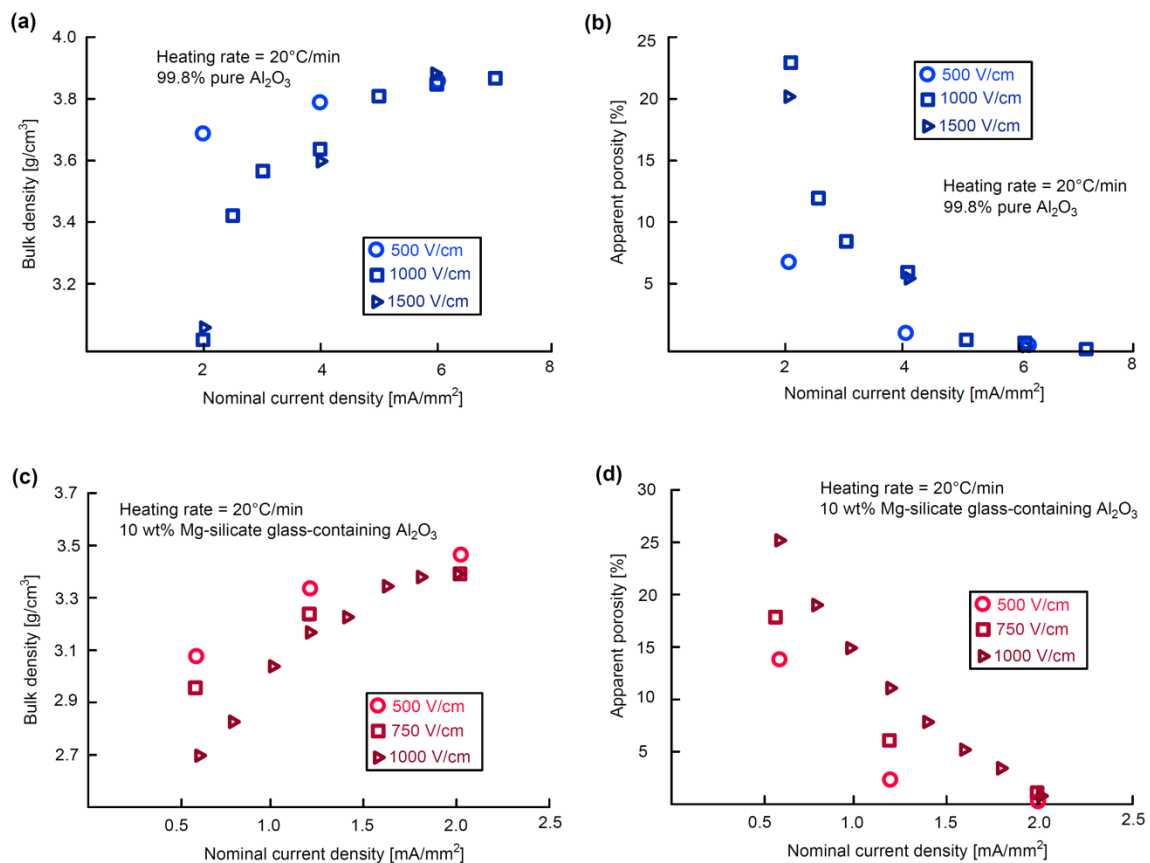 (a)
4.0
3.8
3.6
3.4
3.2
Bulk density [g/cm³]
Heating rate = 20°C/min
99.8% pure Al₂O₃
500 V/cm
1000 V/cm
1500 V/cm
2
4
6
8
Nominal current density [mA/mm²]
(b)
25
20
15
10
5
Apparent porosity [%]
500 V/cm
1000 V/cm
1500 V/cm
Heating rate = 20°C/min
99.8% pure Al₂O₃
2
4
6
8
Nominal current density [mA/mm²]
(c)
3.7
3.5
3.3
3.1
2.9
2.7
Bulk density [g/cm³]
Heating rate = 20°C/min
10 wt% Mg-silicate glass-containing Al₂O₃
500 V/cm
750 V/cm
1000 V/cm
0.5
1.0
1.5
2.0
2.5
Nominal current density [mA/mm²]
(d)
30
25
20
15
10
5
Apparent porosity [%]
Heating rate = 20°C/min
10 wt% Mg-silicate glass-containing Al₂O₃
500 V/cm
750 V/cm
1000 V/cm
0.5
1.0
1.5
2.0
2.5
Nominal current density [mA/mm²]